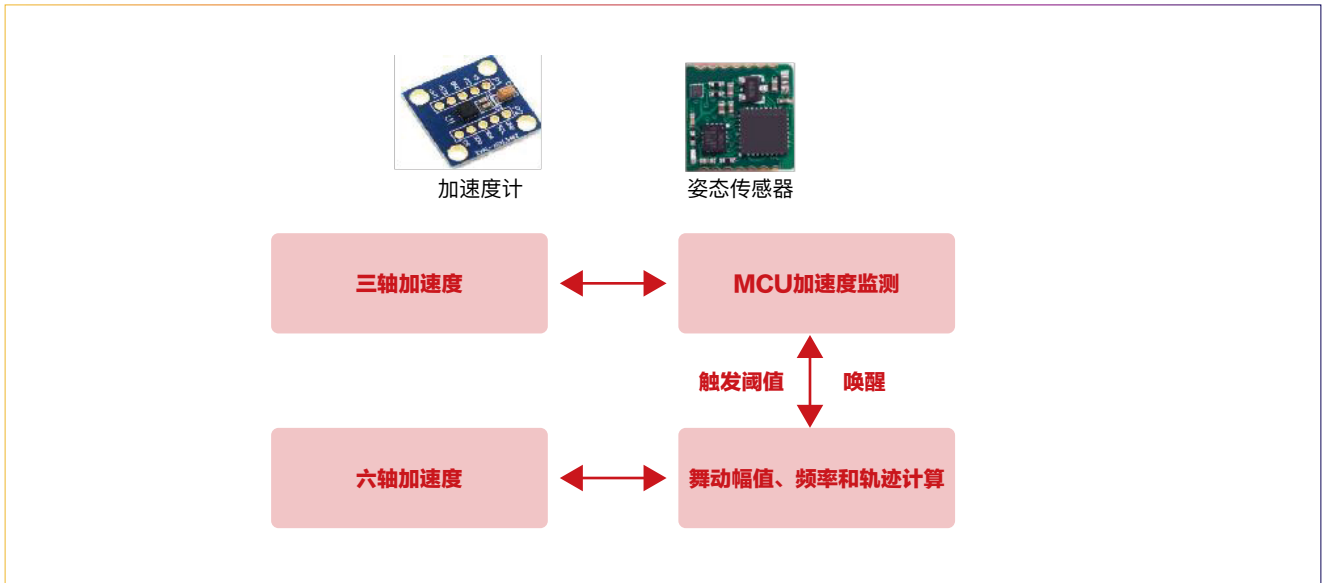 加速度计
姿态传感器
三轴加速度
MCU加速度监测
触发阈值
唤醒
六轴加速度
舞动幅值、频率和轨迹计算